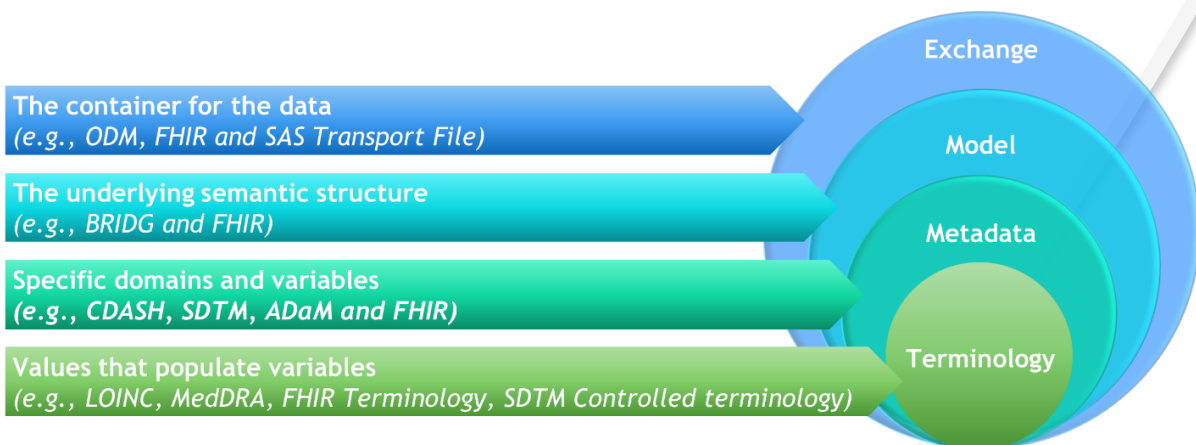 Exchange
The container for the data
(e.g., ODM, FHIR and SAS Transport File)
Model
The underlying semantic structure
(e.g., BRIDG and FHIR)
Metadata
Specific domains and variables
(e.g., CDASH, SDTM, ADaM and FHIR)
Terminology
Values that populate variables
(e.g., LOINC, MedDRA, FHIR Terminology, SDTM Controlled terminology)